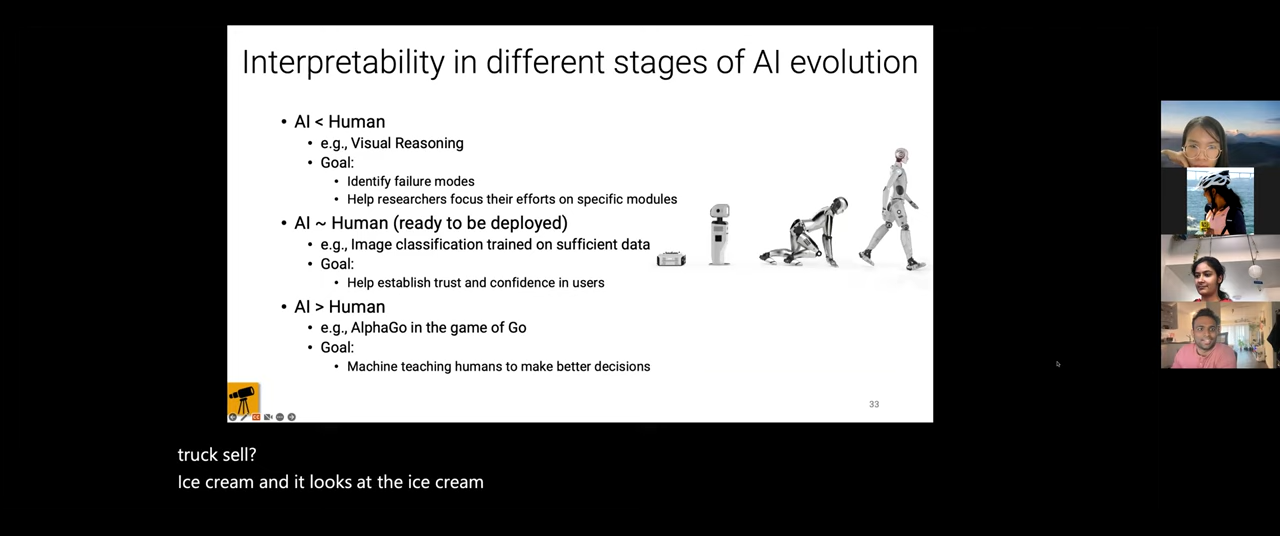 Interpretability in different stages of AI evolution
• AI < Human
• e.g., Visual Reasoning
• Goal:
• Identify failure modes
• Help researchers focus their efforts on specific modules
• AI ~ Human (ready to be deployed)
• e.g., Image classification trained on sufficient data
• Goal:
• Help establish trust and confidence in users
• AI > Human
• e.g., AlphaGo in the game of Go
• Goal:
• Machine teaching humans to make better decisions
33
truck sell?
Ice cream and it looks at the ice cream